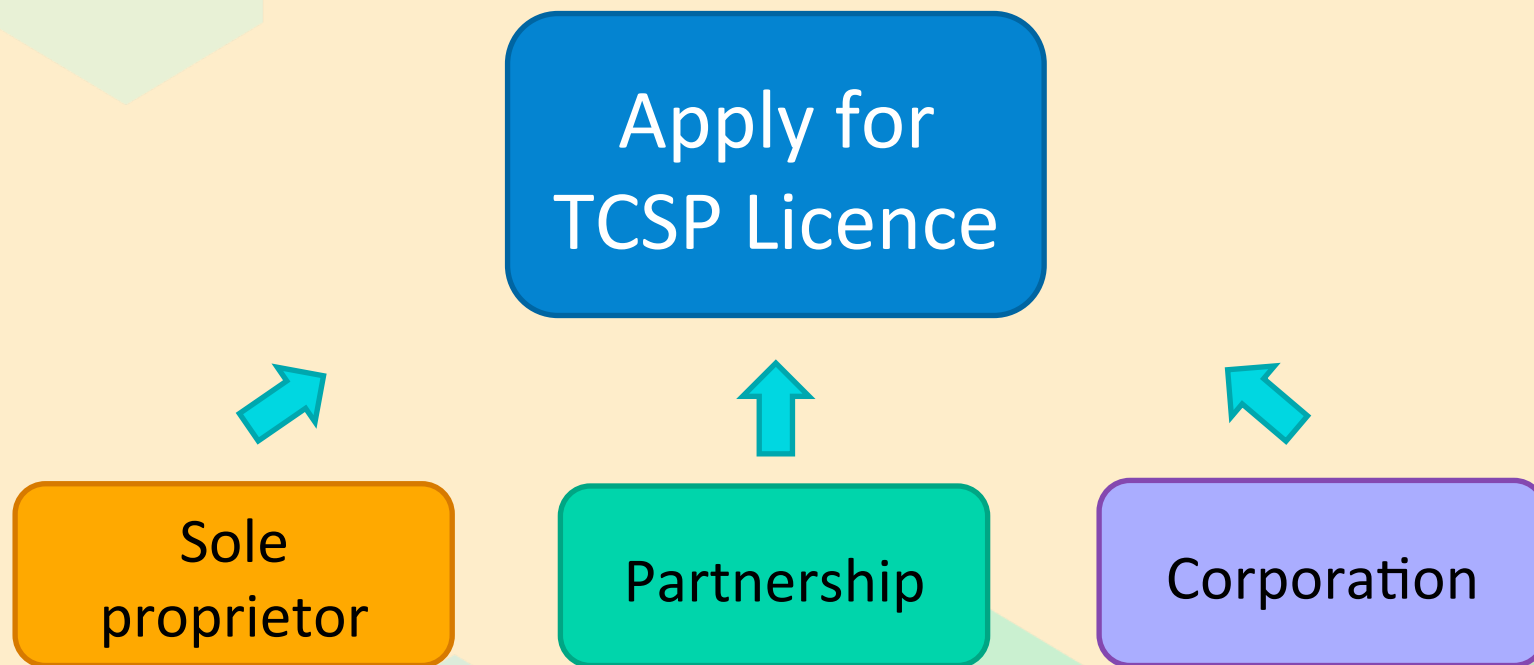 Apply for
TCSP Licence
Sole
proprietor
Partnership
Corporation